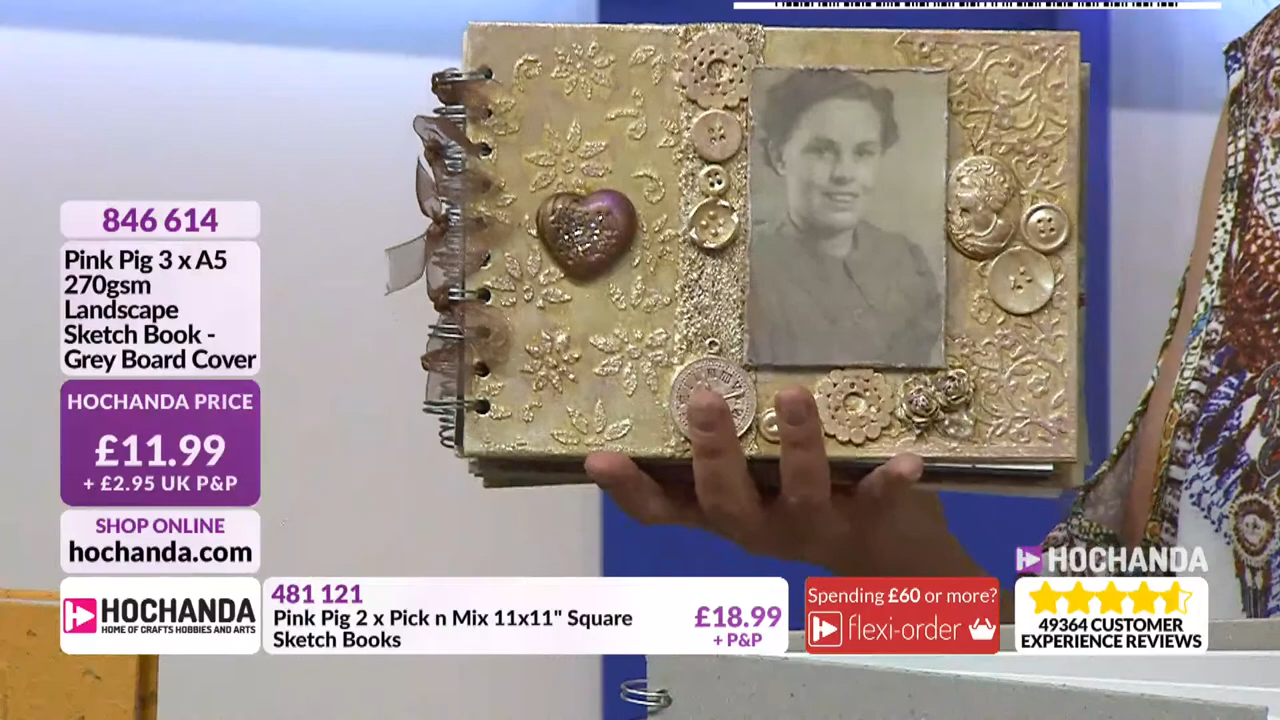 846 614
Pink Pig 3 x A5
270gsm
Landscape
Sketch Book -
Grey Board Cover
HOCHANDA PRICE
£11.99
+ £2.95 UK P&P
SHOP ONLINE
hochanda.com
HOCHANDA
HOME OF CRAFTS HOBBIES AND ARTS
481 121
Pink Pig 2 x Pick n Mix 11x11" Square
Sketch Books
£18.99
+ P&P
Spending £60 or more?
flexi-order
HOCHANDA
49364 CUSTOMER
EXPERIENCE REVIEWS